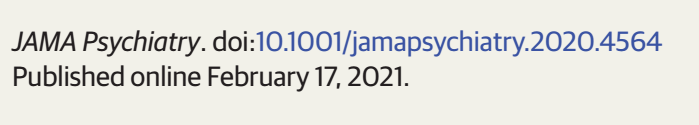 JAMA Psychiatry. doi:10.1001/jamapsychiatry.2020.4564
Published online February 17, 2021.